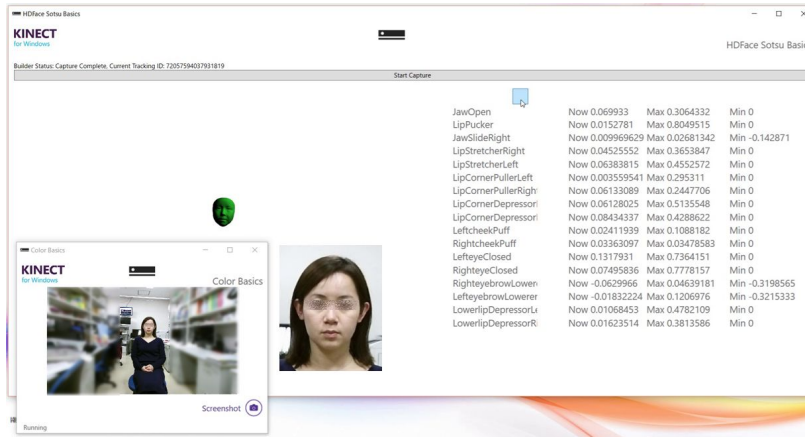 HDFace Sotsu Basics
KINECT
for Windows
HDFace Sotsu Basi
Builder Status: Capture Complete, Current Tracking ID: 72057594037931819
Start Capture
JawOpen Now 0.069933 Max 0.3064332 Min 0
LipPucker Now 0.0152781 Max 0.8049515 Min 0
JawSlideRight Now 0.009969629 Max 0.02681342 Min -0.142871
LipStretcherRight Now 0.04525552 Max 0.3653847 Min 0
LipStretcherLeft Now 0.06383815 Max 0.4552572 Min 0
LipCornerPullerLeft Now 0.003559541 Max 0.295311 Min 0
LipCornerPullerRigh Now 0.06133089 Max 0.2447706 Min 0
LipCornerDepressor Now 0.06128025 Max 0.5135548 Min 0
LipCornerDepressor Now 0.08434337 Max 0.4288622 Min 0
LeftcheekPuff Now 0.02411939 Max 0.1088182 Min 0
RightcheekPuff Now 0.03363097 Max 0.03478583 Min 0
LefteyeClosed Now 0.1317931 Max 0.7364151 Min 0
RighteyeClosed Now 0.07495836 Max 0.7778157 Min 0
RighteyebrowLower Now -0.0629966 Max 0.04639181 Min -0.3198565
LefteyebrowLowerer Now -0.01832224 Max 0.1206976 Min -0.3215333
LowerlipDepressorLe Now 0.01068453 Max 0.4782109 Min 0
LowerlipDepressorR Now 0.01623514 Max 0.3813586 Min 0
Color Basics
KINECT
for Windows
Color Basics
Screenshot
Running